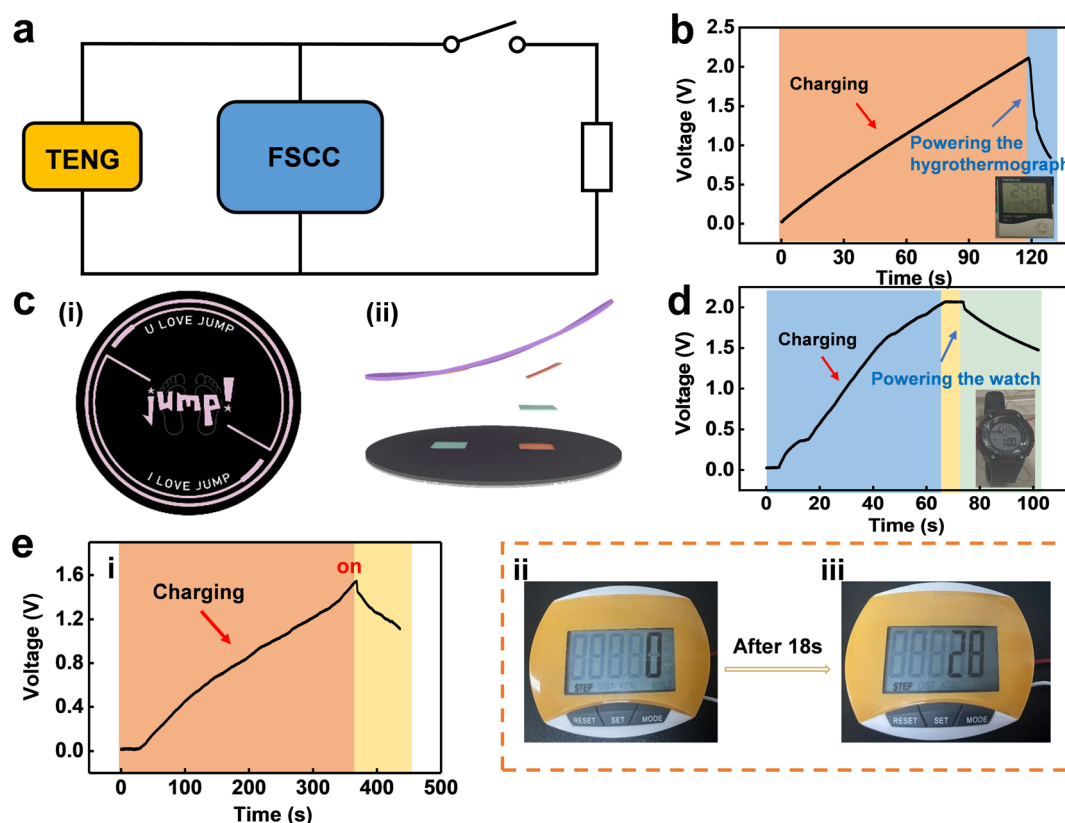 a
TENG
FSCC
b
Voltage (V)
2.0
1.5
1.0
0.5
0.0
Charging
Powering the
hygrothermograph
0
30
60
90
120
Time (s)
c
(i)
U LOVE JUMP
jump!
I LOVE JUMP
(ii)
d
Voltage (V)
2.0
1.5
1.0
0.5
0.0
Charging
Powering the watch
0
20
40
60
80
100
Time (s)
e
i
Voltage (V)
1.6
1.2
0.8
0.4
0.0
Charging
on
0
100
200
300
400
500
Time (s)
ii
0
STEP DIST KCAL
RESET SET MODE
After 18s
iii
28
STEP DIST KCAL
RESET SET MODE